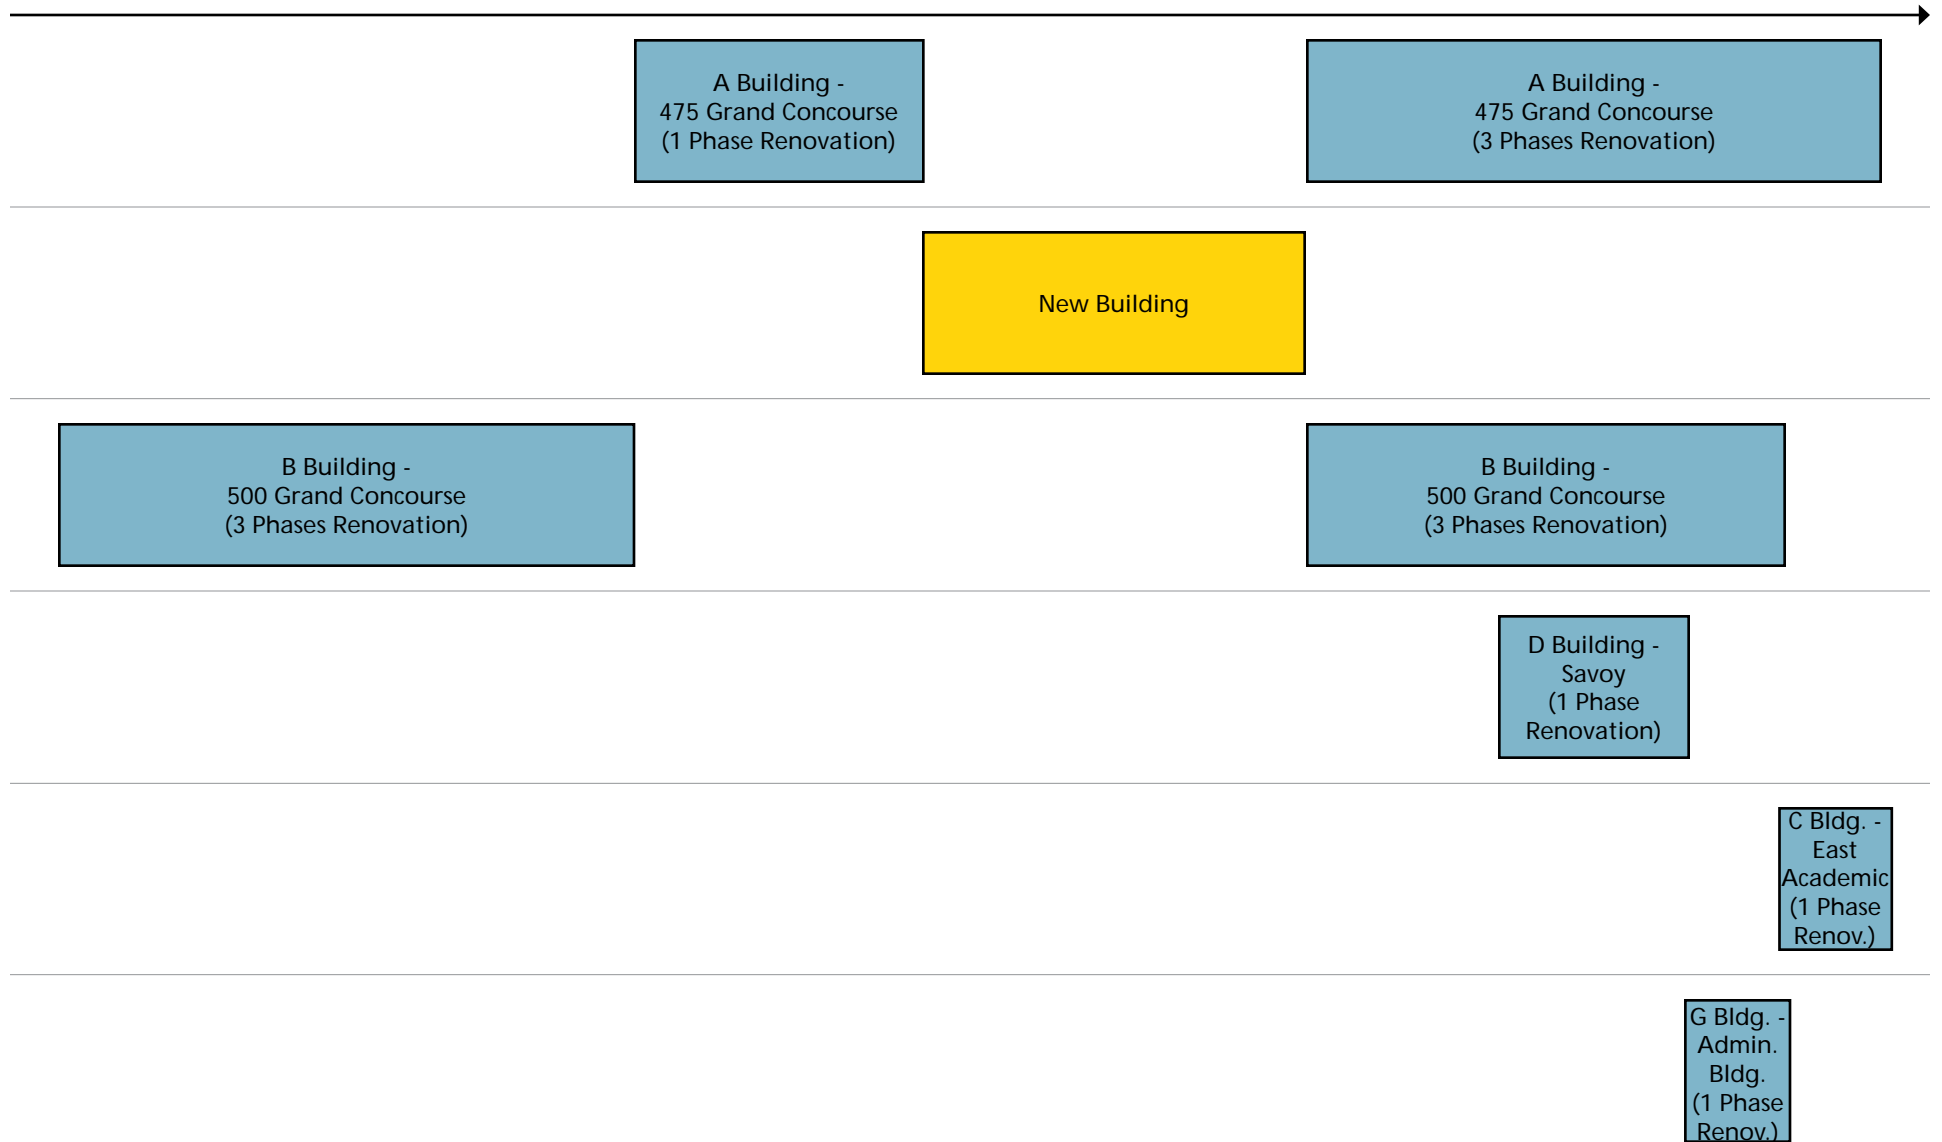 A Building -
475 Grand Concourse
(1 Phase Renovation)
A Building -
475 Grand Concourse
(3 Phases Renovation)
New Building
B Building -
500 Grand Concourse
(3 Phases Renovation)
B Building -
500 Grand Concourse
(3 Phases Renovation)
D Building -
Savoy
(1 Phase
Renovation)
C Bldg. -
East
Academic
(1 Phase
Renov.)
G Bldg. -
Admin.
Bldg.
(1 Phase
Renov.)